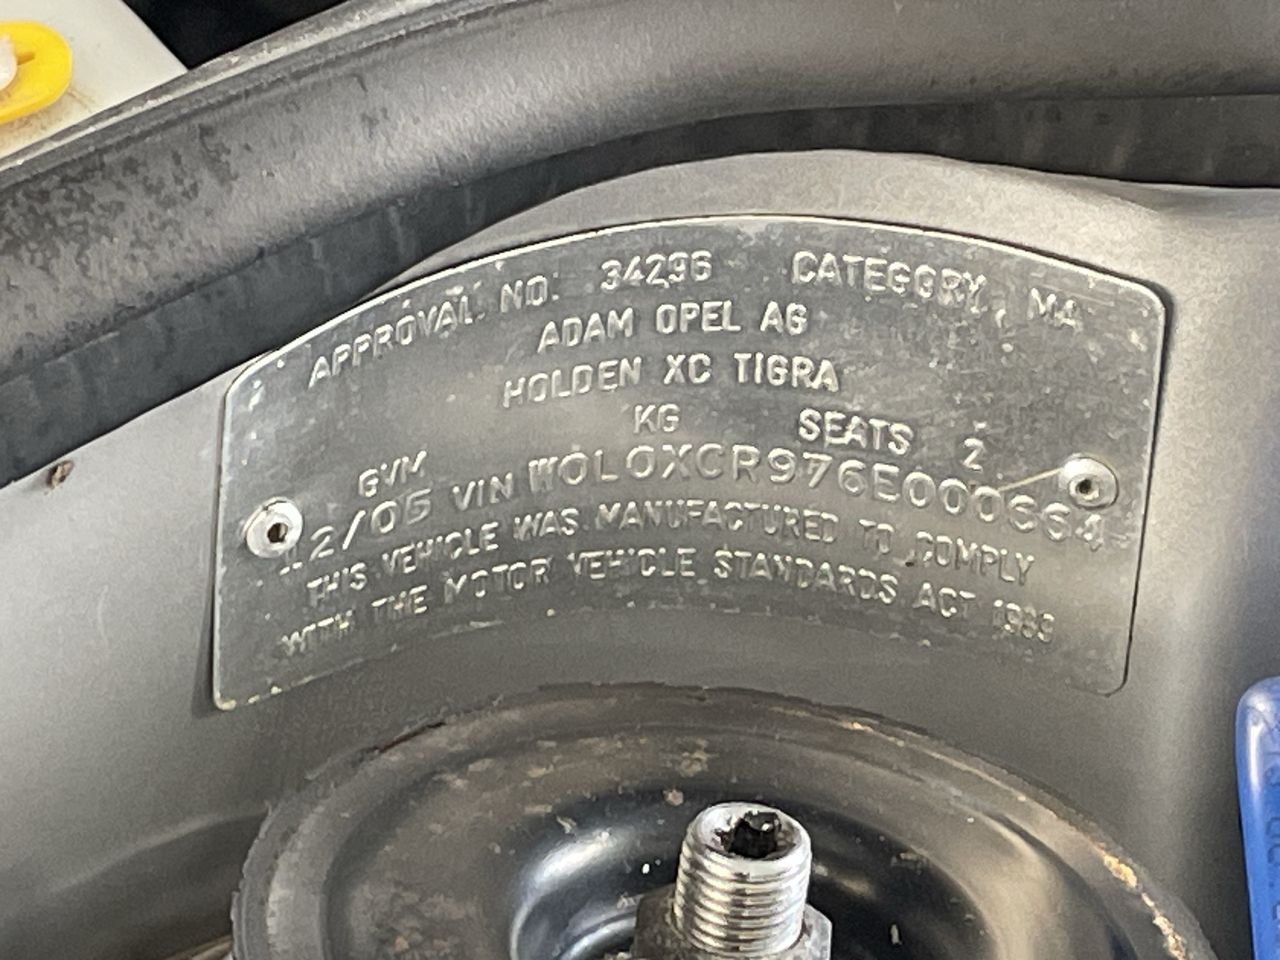 APPROVAL NO. 34296 CATEGORY MA
ADAM OPEL AG
HOLDEN XC TIGRA
GVM KG SEATS 2
12/05 VIN W0L0XCR976E000664
THIS VEHICLE WAS MANUFACTURED TO COMPLY
WITH THE MOTOR VEHICLE STANDARDS ACT 1989